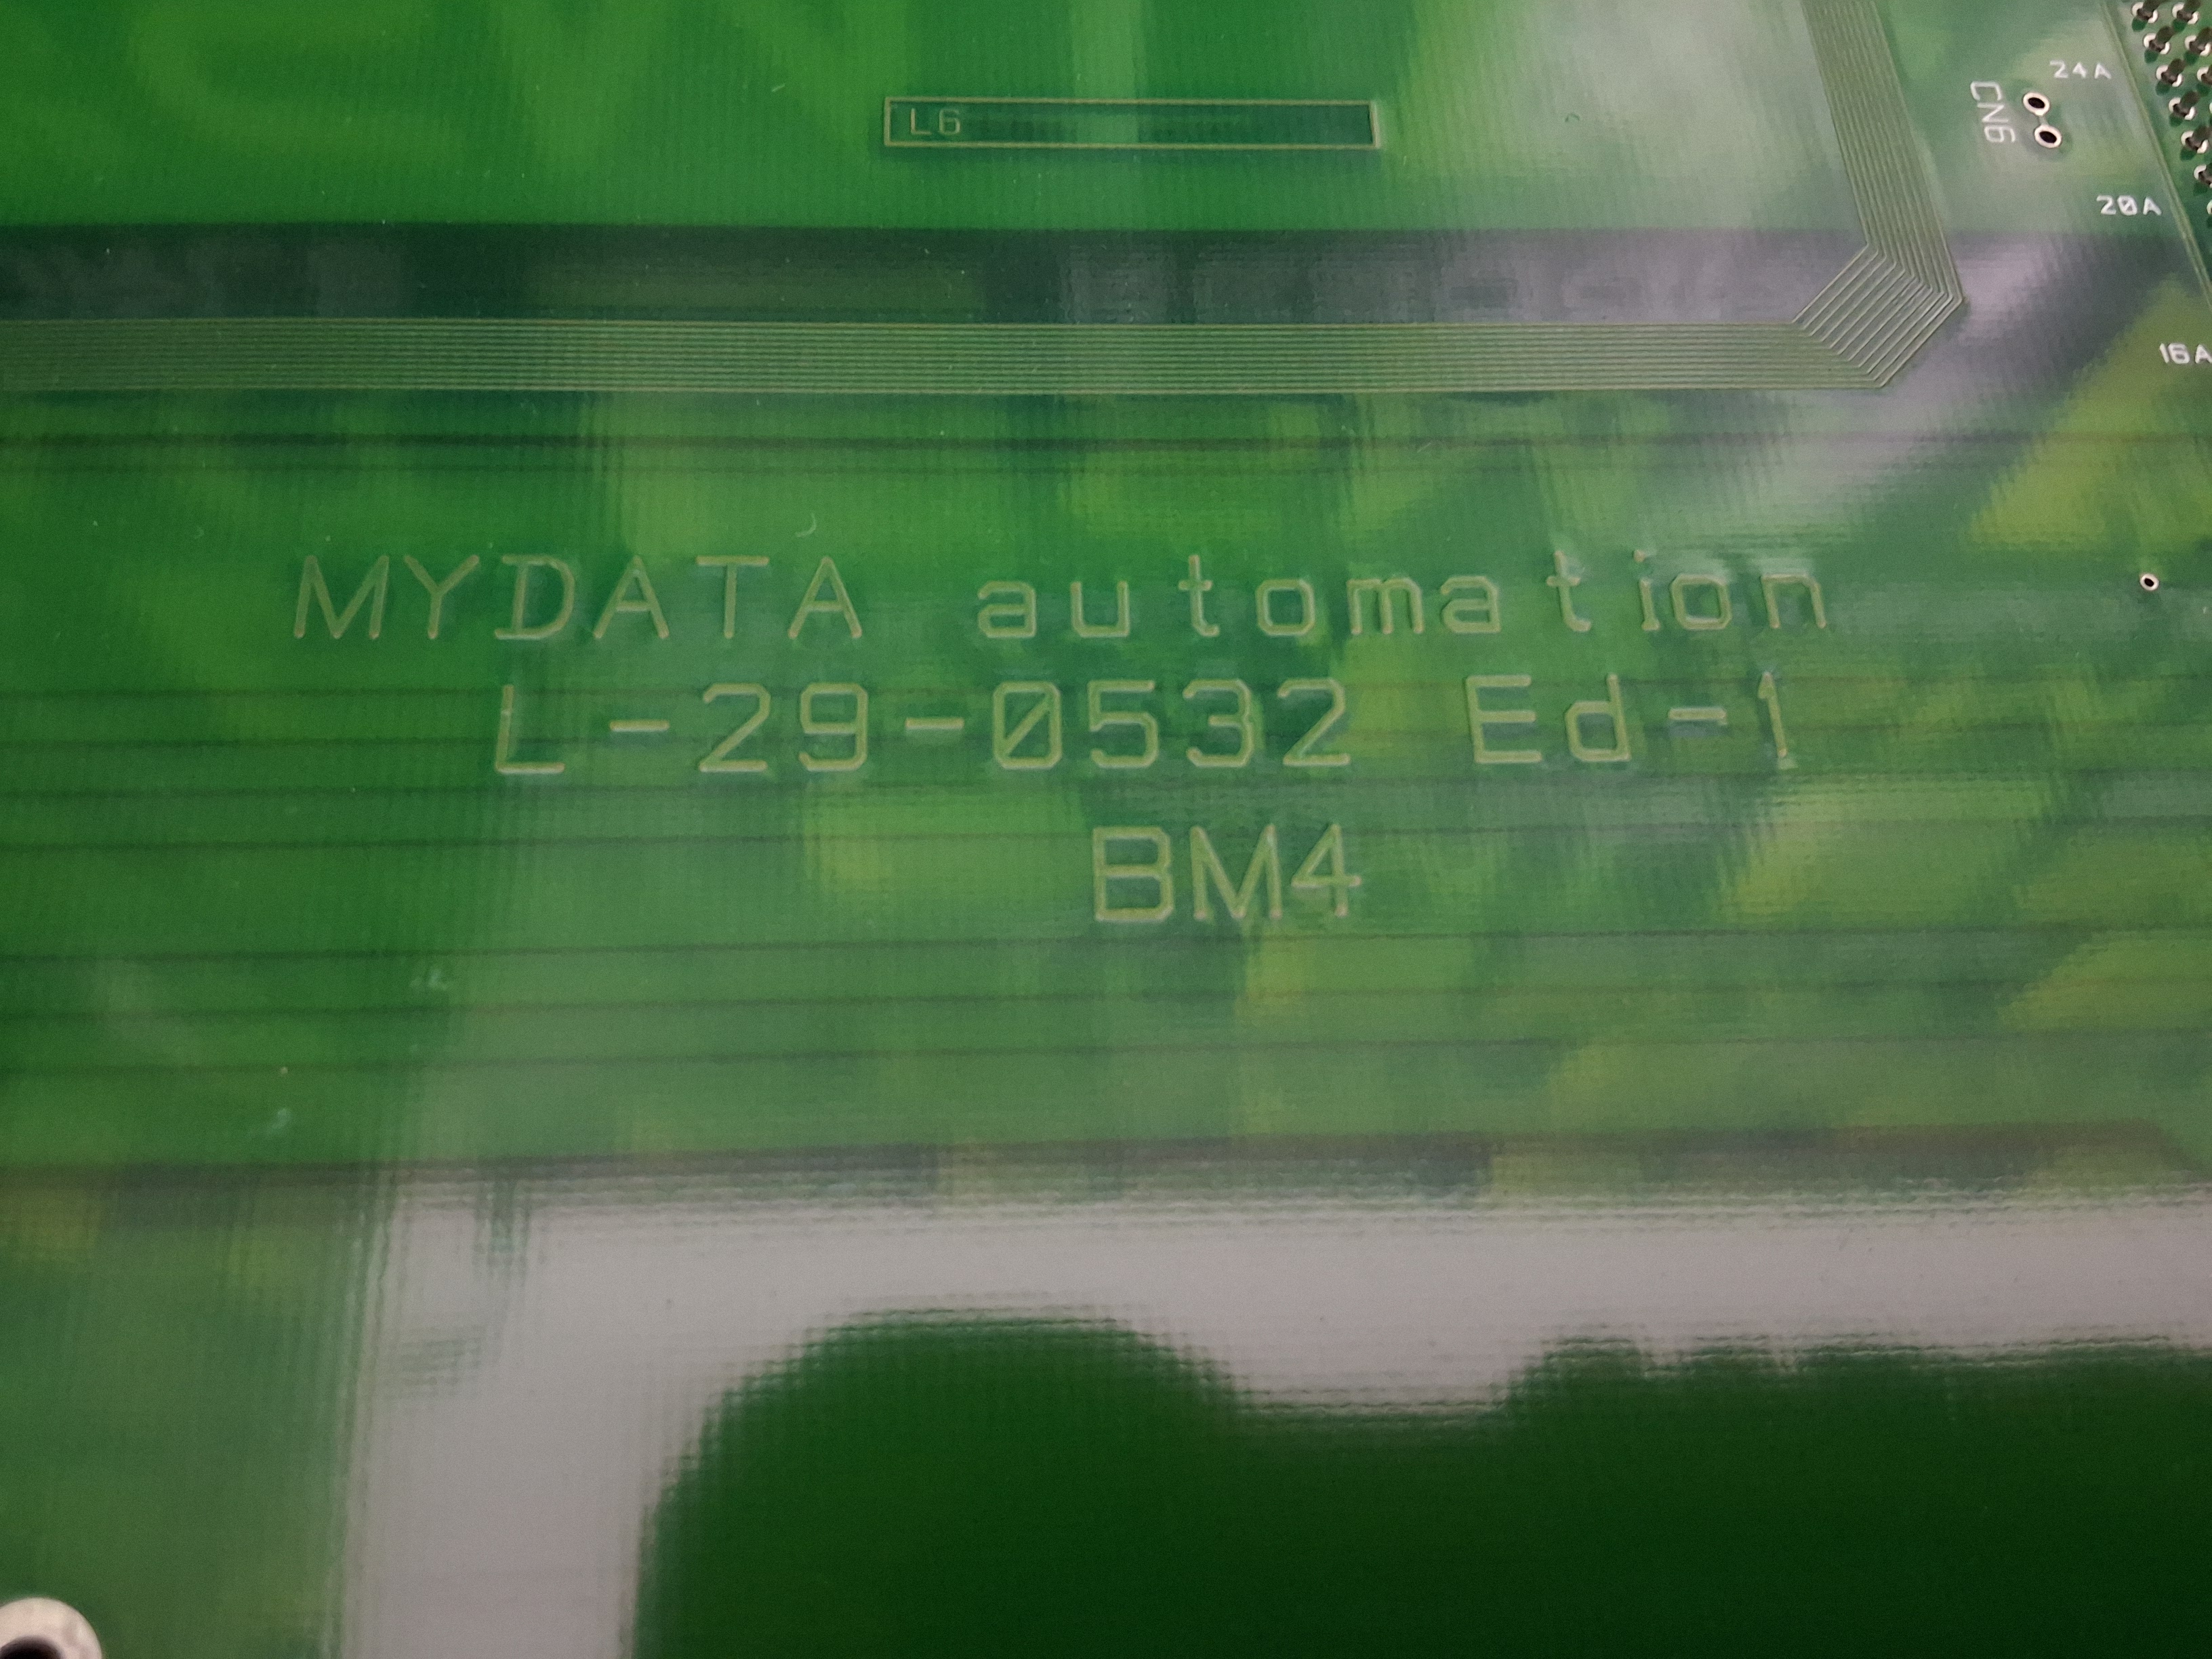 L6
24A
CN6
20A
16A
MYDATA automation
L-29-0532 Ed-1
BM4